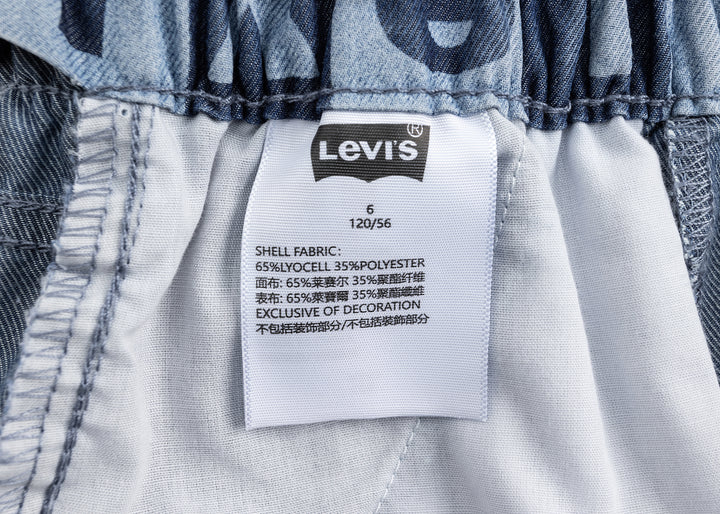 LEVI'S ®
6
120/56
SHELL FABRIC:
65%LYOCELL 35%POLYESTER
面布: 65%莱赛尔 35%聚酯纤维
表布: 65%萊賽爾 35%聚酯纖維
EXCLUSIVE OF DECORATION
不包括装饰部分/不包括裝飾部分